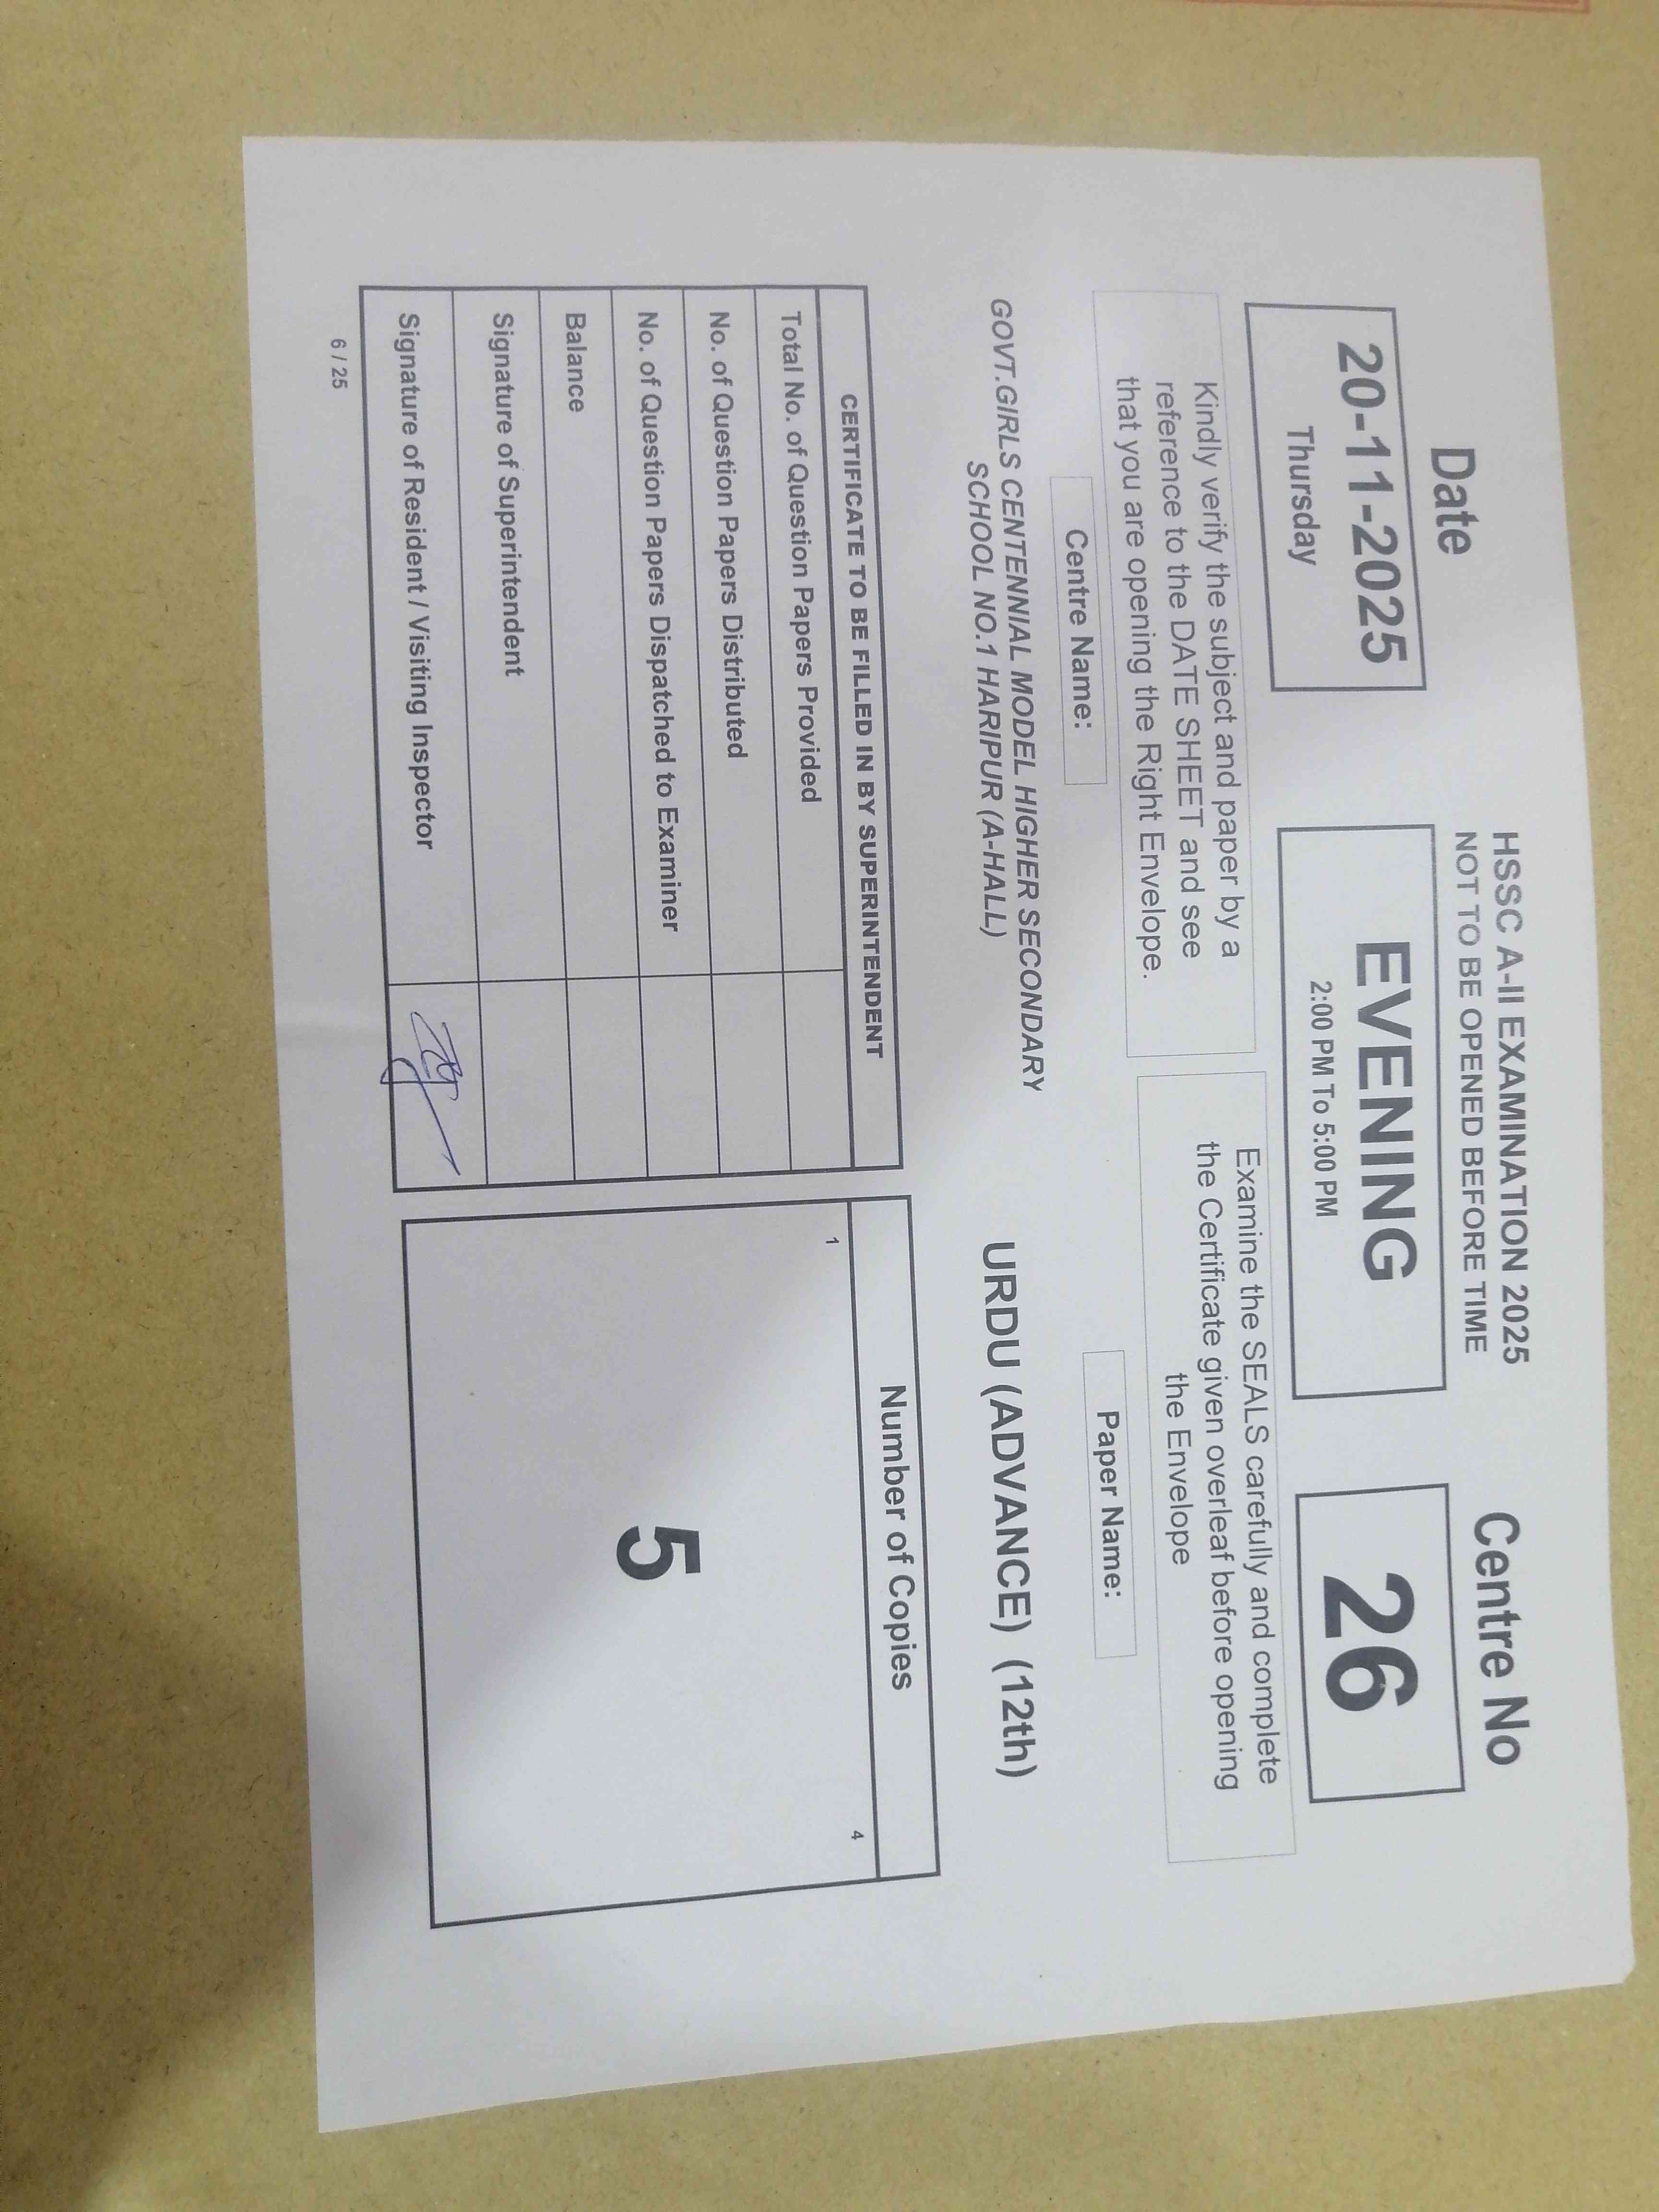 HSSC A-II EXAMINATION 2025
NOT TO BE OPENED BEFORE TIME
Date
Centre No
20-11-2025
Thursday
EVENING
2:00 PM To 5:00 PM
26
Kindly verify the subject and paper by a
reference to the DATE SHEET and see
that you are opening the Right Envelope.
Examine the SEALS carefully and complete
the Certificate given overleaf before opening
the Envelope
Centre Name:
Paper Name:
GOVT.GIRLS CENTENNIAL MODEL HIGHER SECONDARY
SCHOOL NO.1 HARIPUR (A-HALL)
URDU (ADVANCE) (12th)
CERTIFICATE TO BE FILLED IN BY SUPERINTENDENT
Total No. of Question Papers Provided
No. of Question Papers Distributed
No. of Question Papers Dispatched to Examiner
Balance
Signature of Superintendent
Signature of Resident / Visiting Inspector
Number of Copies
1
4
5
6 / 25